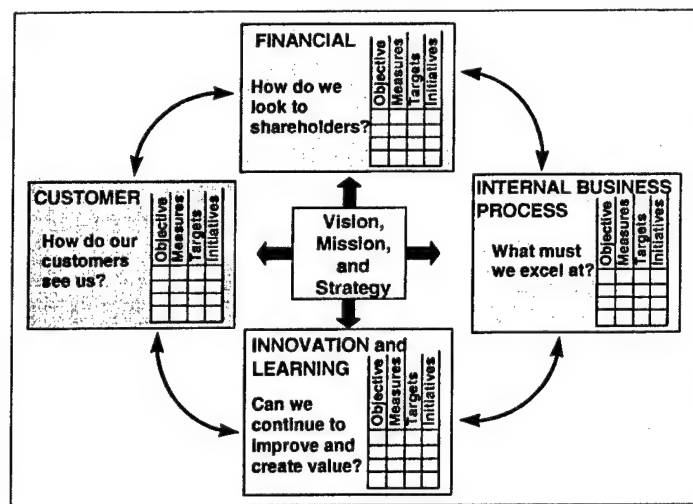 FINANCIAL
How do we
look to
shareholders?
Objective
Measures
Targets
Initiatives
CUSTOMER
How do our
customers
see us?
Objective
Measures
Targets
Initiatives
Vision,
Mission,
and
Strategy
INTERNAL BUSINESS
PROCESS
What must
we excel at?
Objective
Measures
Targets
Initiatives
INNOVATION and
LEARNING
Can we
continue to
improve and
create value?
Objective
Measures
Targets
Initiatives